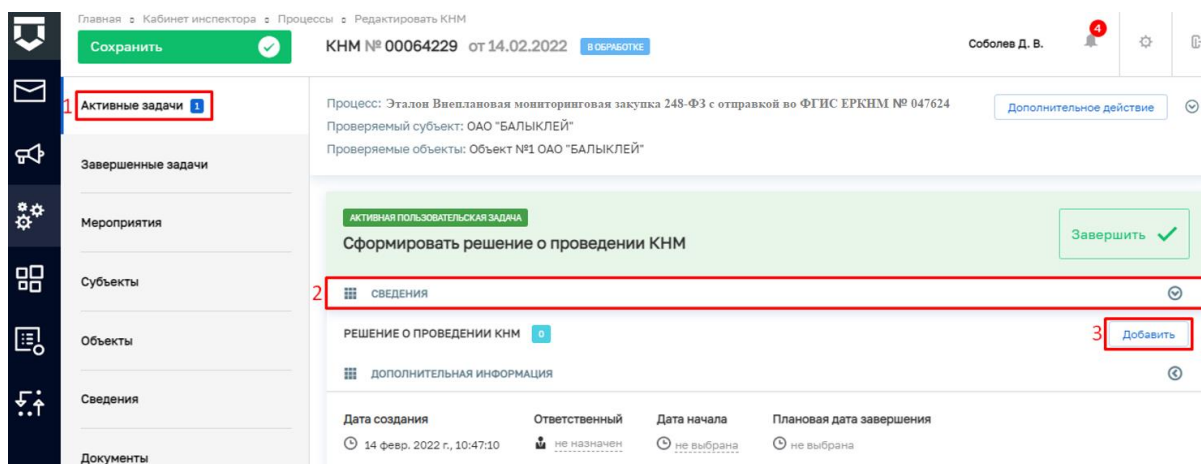 Главная Кабинет инспектора Процессы Редактировать КНМ
Сохранить
КНМ № 00064229 от 14.02.2022 В ОБРАБОТКЕ
Соболев Д. В. 4
1 Активные задачи 1
Завершенные задачи
Мероприятия
Субъекты
Объекты
Сведения
Документы
Процесс: Эталон Внеплановая мониторинговая закупка 248-ФЗ с отправкой во ФГИС ЕРКНМ № 047624
Дополнительное действие
Проверяемый субъект: ОАО "БАЛЫКЛЕЙ"
Проверяемые объекты: Объект №1 ОАО "БАЛЫКЛЕЙ"
АКТИВНАЯ ПОЛЬЗОВАТЕЛЬСКАЯ ЗАДАЧА
Сформировать решение о проведении КНМ
Завершить
2 СВЕДЕНИЯ
РЕШЕНИЕ О ПРОВЕДЕНИИ КНМ 0
3 Добавить
ДОПОЛНИТЕЛЬНАЯ ИНФОРМАЦИЯ
Дата создания Ответственный Дата начала Плановая дата завершения
14 февр. 2022 г., 10:47:10 не назначен не выбрана не выбрана